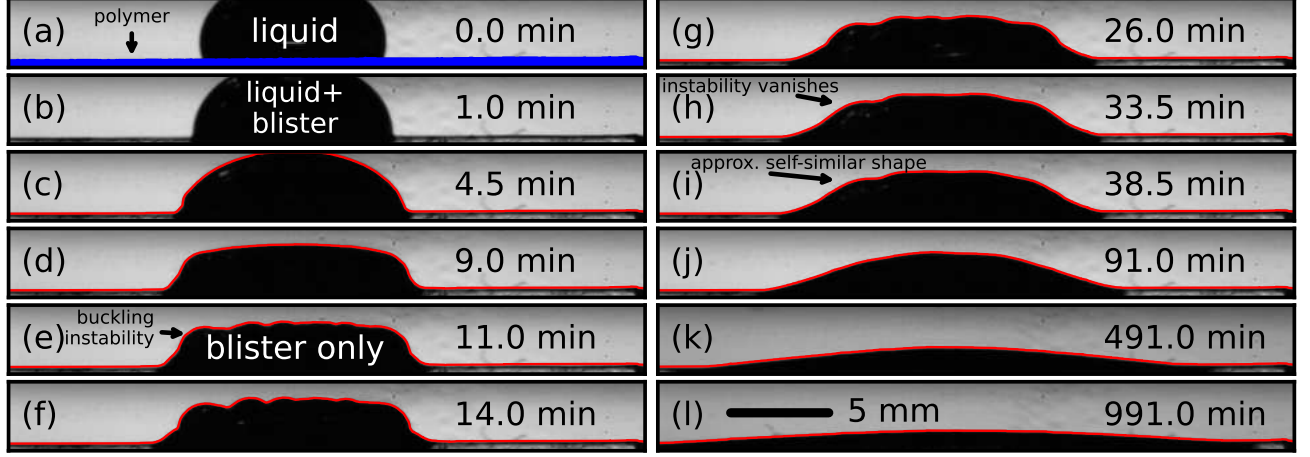 (a)
polymer
liquid
0.0 min
(b)
liquid+
blister
1.0 min
(c)
4.5 min
(d)
9.0 min
(e)
buckling
instability
blister only
11.0 min
(f)
14.0 min
(g)
26.0 min
(h)
instability vanishes
33.5 min
(i)
approx. self-similar shape
38.5 min
(j)
91.0 min
(k)
491.0 min
(l)
5 mm
991.0 min